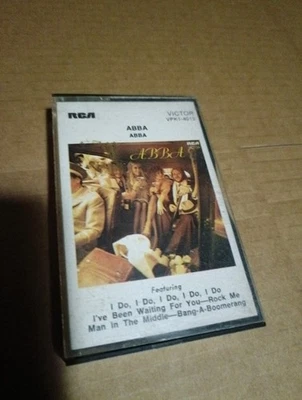 RCA
VICTOR
ABBA
ABBA
RCA
ABBA
Featuring
I Do, I Do, I Do, I Do, I Do
I've Been Waiting For You—Rock Me
Man In The Middle—Bang-A-Boomerang